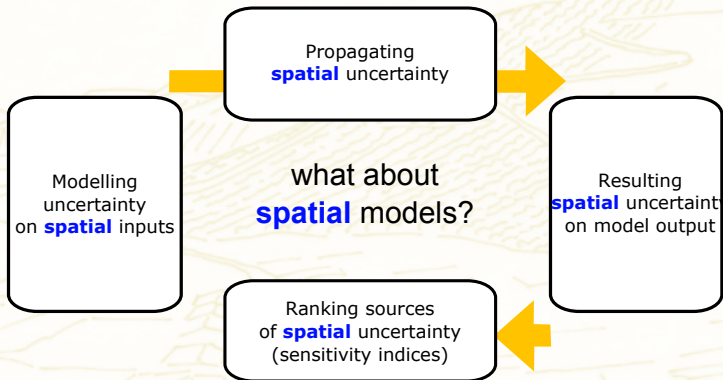 Propagating
spatial uncertainty
Modelling
uncertainty
on spatial inputs
what about
spatial models?
Resulting
spatial uncertainty
on model output
Ranking sources
of spatial uncertainty
(sensitivity indices)